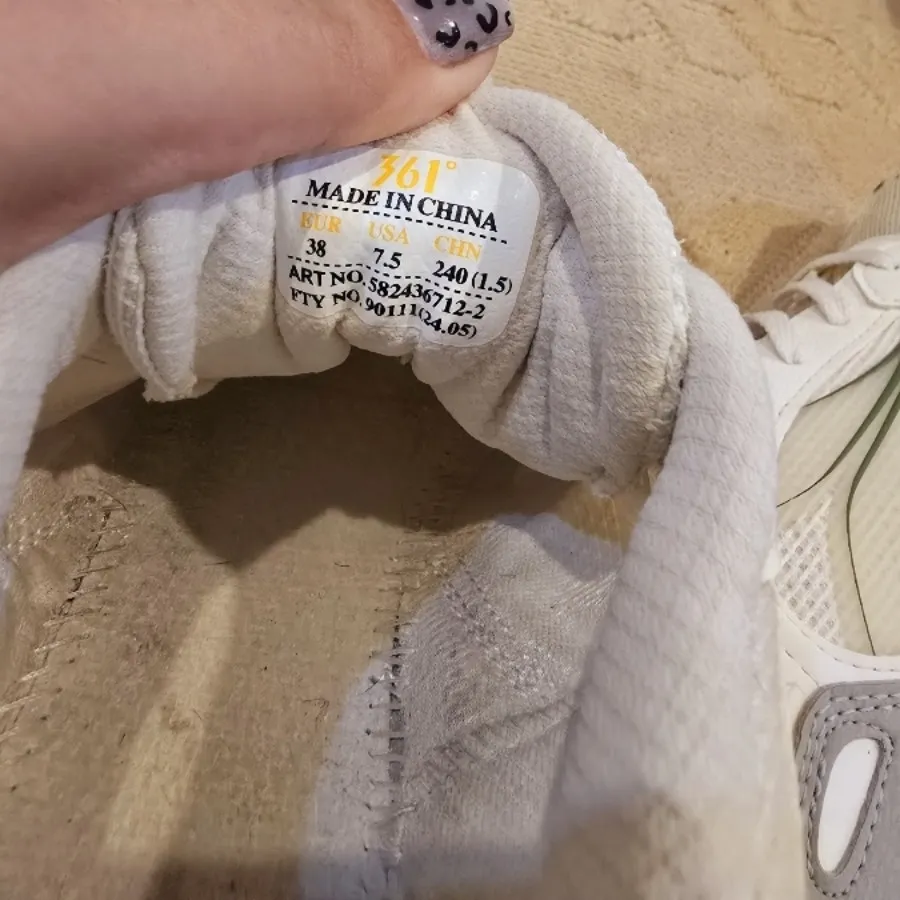 361°
MADE IN CHINA
EUR USA CHN
38 7.5 240 (1.5)
ART NO. 582436712-2
FTY NO. 90111(24.05)